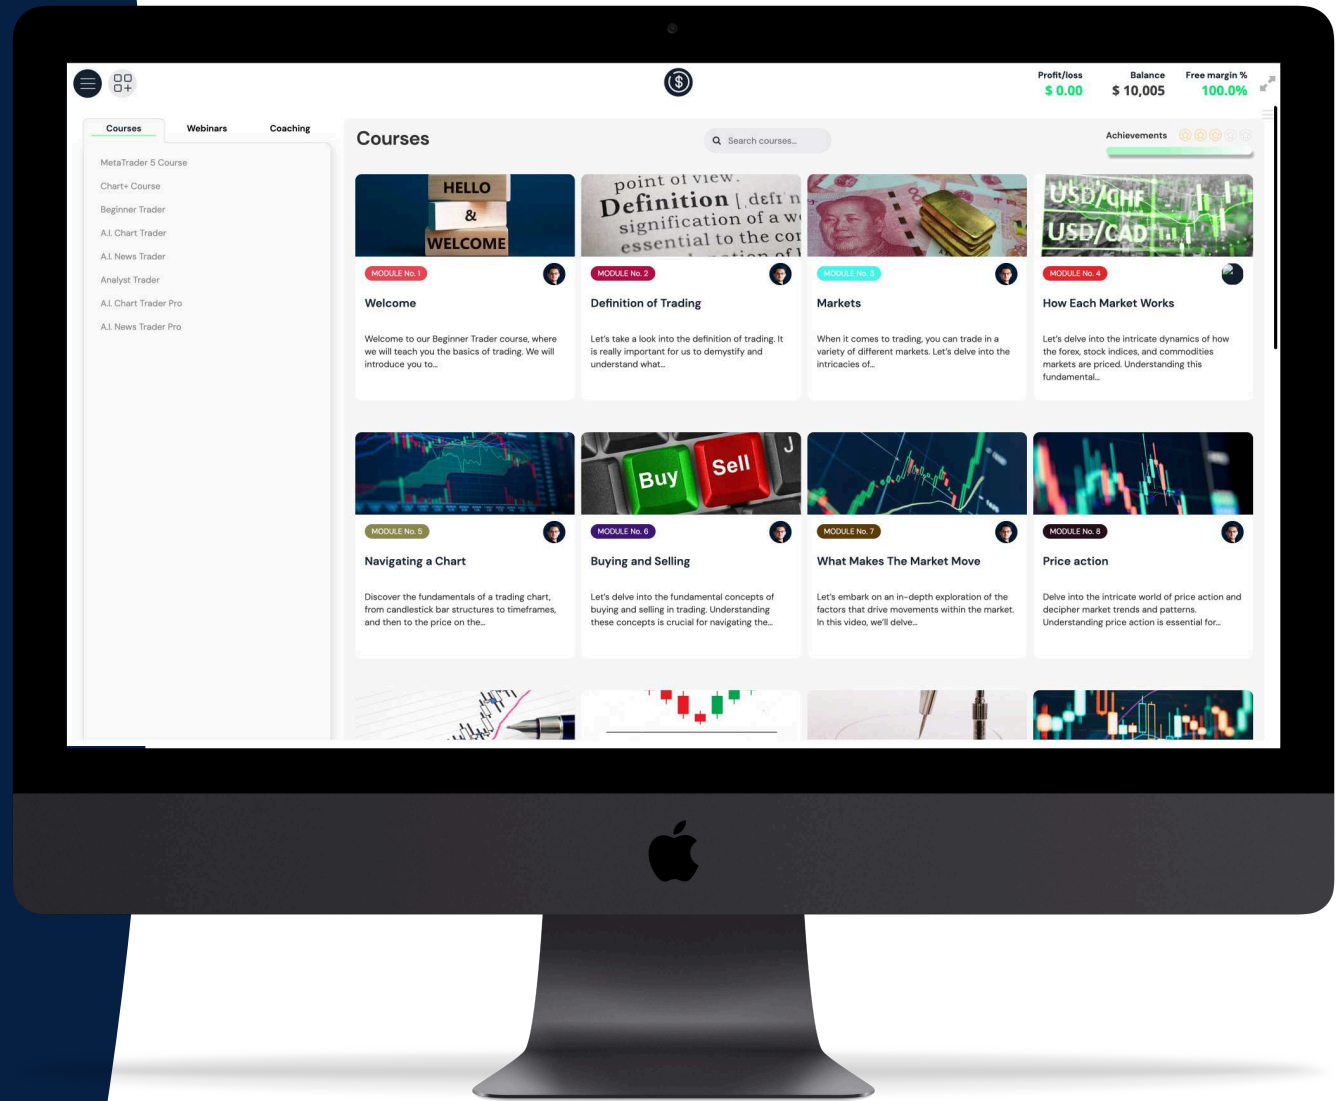 Profit/loss Balance Free margin %
$ 0.00 $ 10,005 100.0%
Courses Webinars Coaching
MetaTrader 5 Course
Chart+ Course
Beginner Trader
A.I. Chart Trader
A.I. News Trader
Analyst Trader
A.I. Chart Trader Pro
A.I. News Trader Pro
Courses
Search courses...
Achievements
HELLO
&
WELCOME
MODULE No. 1
Welcome
Welcome to our Beginner Trader course, where
we will teach you the basics of trading. We will
introduce you to...
point of view.
Definition
signification of a
essential to the
MODULE No. 2
Definition of Trading
Let's take a look into the definition of trading. It
is really important for us to demystify and
understand what...
MODULE No. 3
Markets
When it comes to trading, you can trade in a
variety of different markets. Let's delve into the
intricacies of...
USD/CHF
USD/CAD
MODULE No. 4
How Each Market Works
Let's delve into the intricate dynamics of how
the forex, stock indices, and commodities
markets are priced. Understanding this
fundamental...
MODULE No. 5
Navigating a Chart
Discover the fundamentals of a trading chart,
from candlestick bar structures to timeframes,
and then to the price on the...
Buy Sell J
MODULE No. 6
Buying and Selling
Let's delve into the fundamental concepts of
buying and selling in trading. Understanding
these concepts is crucial for navigating the...
MODULE No. 7
What Makes The Market Move
Let's embark on an in-depth exploration of the
factors that drive movements within the market.
In this video, we'll delve...
MODULE No. 8
Price action
Delve into the intricate world of price action and
decipher market trends and patterns.
Understanding price action is essential for...